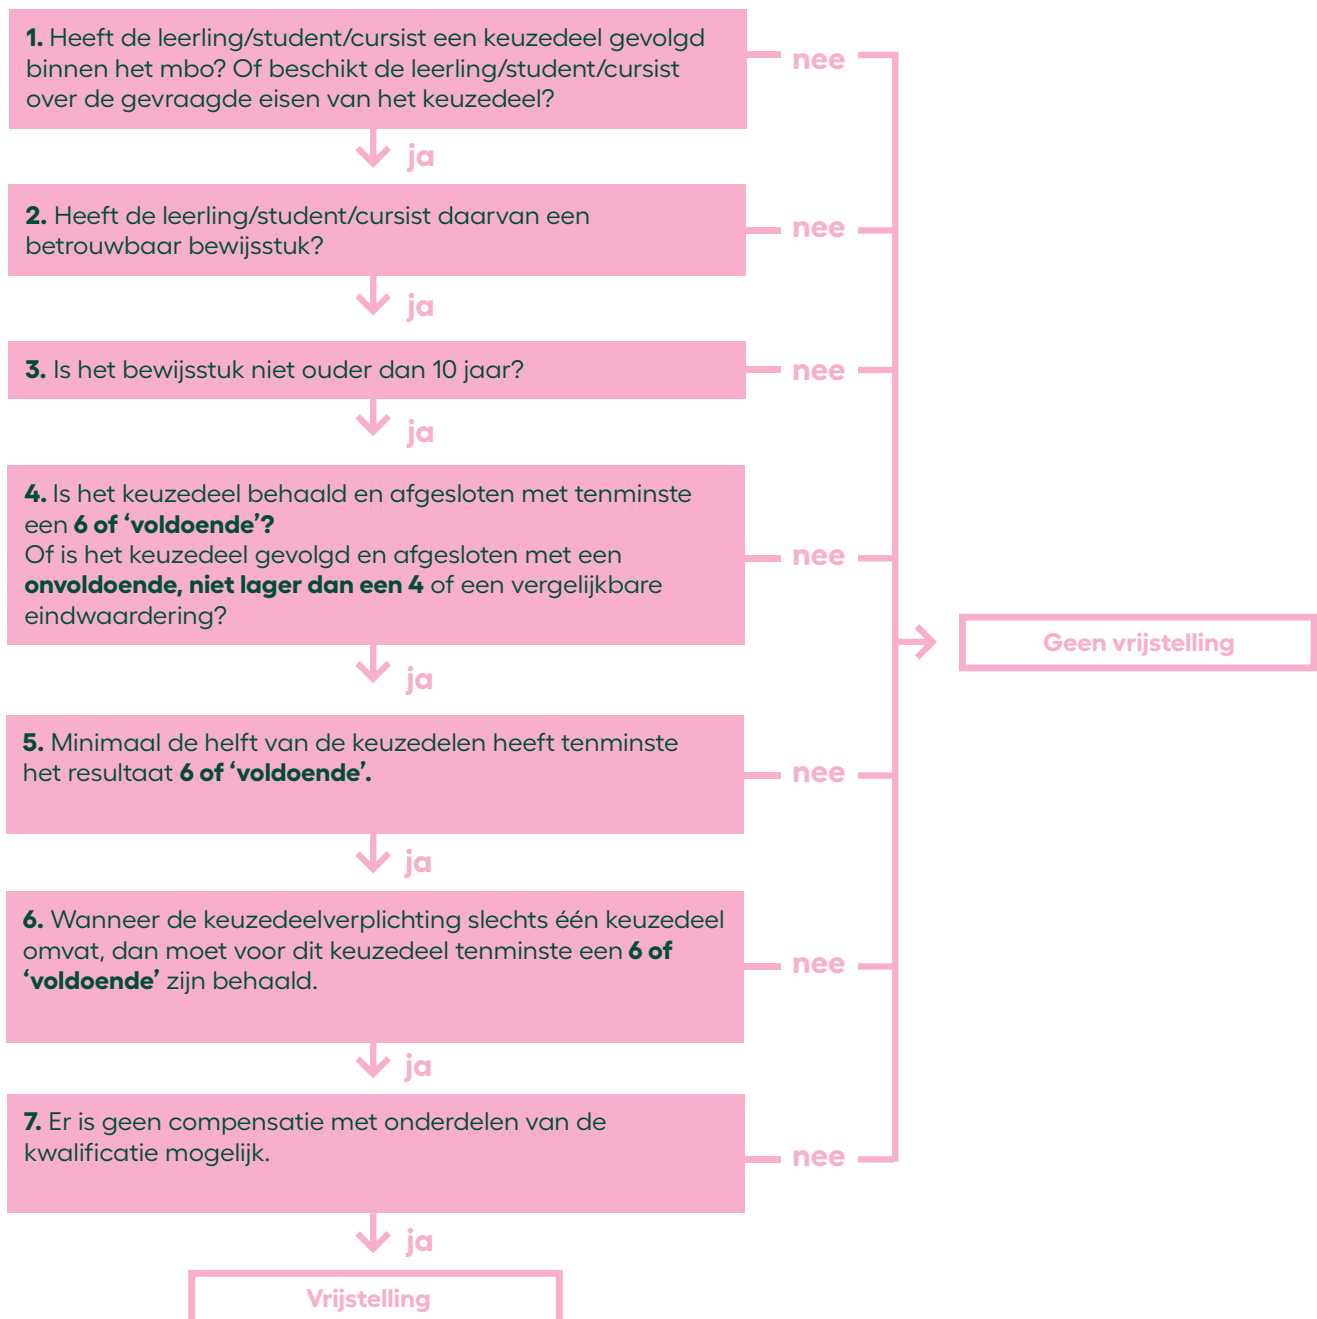 1. Heeft de leerling/student/cursist een keuzedeel gevolgd
binnen het mbo? Of beschikt de leerling/student/cursist
over de gevraagde eisen van het keuzedeel?
nee
ja
2. Heeft de leerling/student/cursist daarvan een
betrouwbaar bewijsstuk?
nee
ja
3. Is het bewijsstuk niet ouder dan 10 jaar?
nee
ja
4. Is het keuzedeel behaald en afgesloten met tenminste
een 6 of ‘voldoende’?
Of is het keuzedeel gevolgd en afgesloten met een
onvoldoende, niet lager dan een 4 of een vergelijkbare
eindwaardering?
nee
Geen vrijstelling
ja
5. Minimaal de helft van de keuzedelen heeft tenminste
het resultaat 6 of ‘voldoende’.
nee
ja
6. Wanneer de keuzedeelverplichting slechts één keuzedeel
omvat, dan moet voor dit keuzedeel tenminste een 6 of
‘voldoende’ zijn behaald.
nee
ja
7. Er is geen compensatie met onderdelen van de
kwalificatie mogelijk.
nee
ja
Vrijstelling